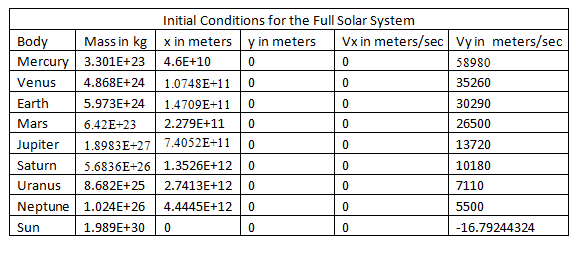 Initial Conditions for the Full Solar System
Body Mass in kg x in meters y in meters Vx in meters/sec Vy in meters/sec
Mercury 3.301E+23 4.6E+10 0 0 58980
Venus 4.868E+24 1.0748E+11 0 0 35260
Earth 5.973E+24 1.4709E+11 0 0 30290
Mars 6.42E+23 2.279E+11 0 0 26500
Jupiter 1.8983E+27 7.4052E+11 0 0 13720
Saturn 5.6836E+26 1.3526E+12 0 0 10180
Uranus 8.682E+25 2.7413E+12 0 0 7110
Neptune 1.024E+26 4.4445E+12 0 0 5500
Sun 1.989E+30 0 0 0 -16.79244324